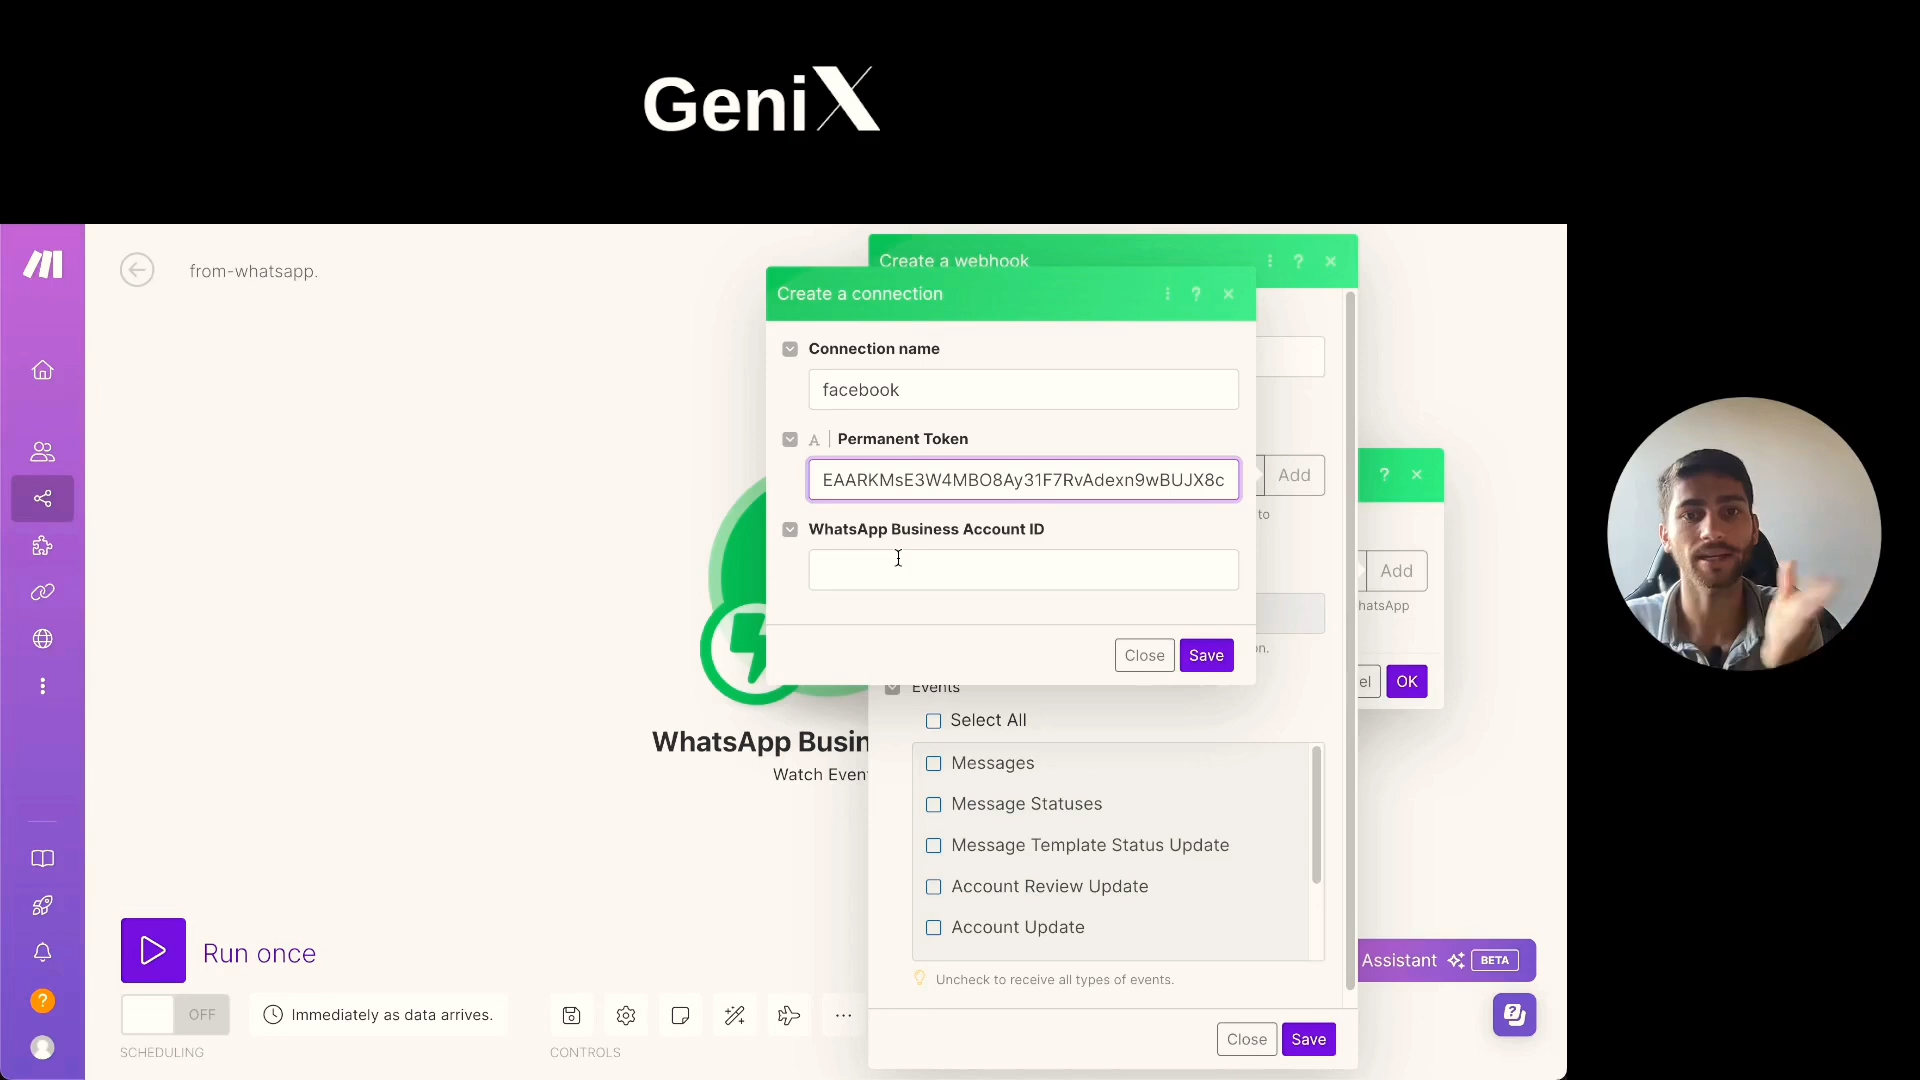 GeniX
from-whatsapp.
Create a webhook
?
Create a connection
?
Connection name
facebook
A
Permanent Token
EAARKMsE3W4MBO8Ay31F7RvAdexn9wBUJX8c
WhatsApp Business Account ID
Close
Save
Add
to
on.
?
Add
hatsApp
el
OK
Events
Select All
Messages
Message Statuses
Message Template Status Update
Account Review Update
Account Update
Uncheck to receive all types of events.
Close
Save
WhatsApp Busin
Watch Even
Run once
OFF
Immediately as data arrives.
SCHEDULING
CONTROLS
Assistant
BETA
?
?